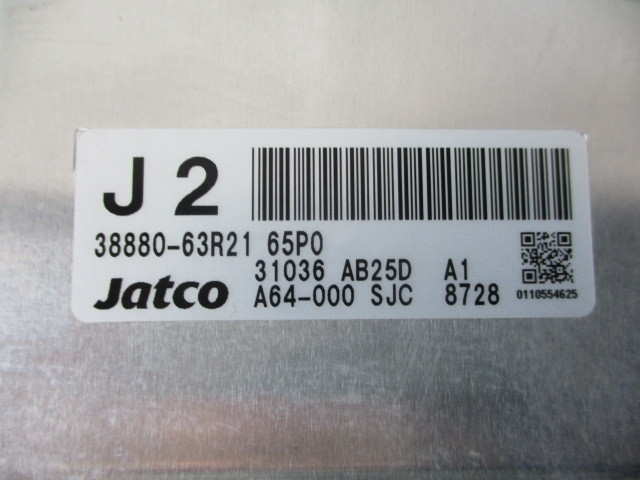 J 2
38880-63R21 65P0
31036 AB25D A1
Jatco A64-000 SJC 8728
0110554625